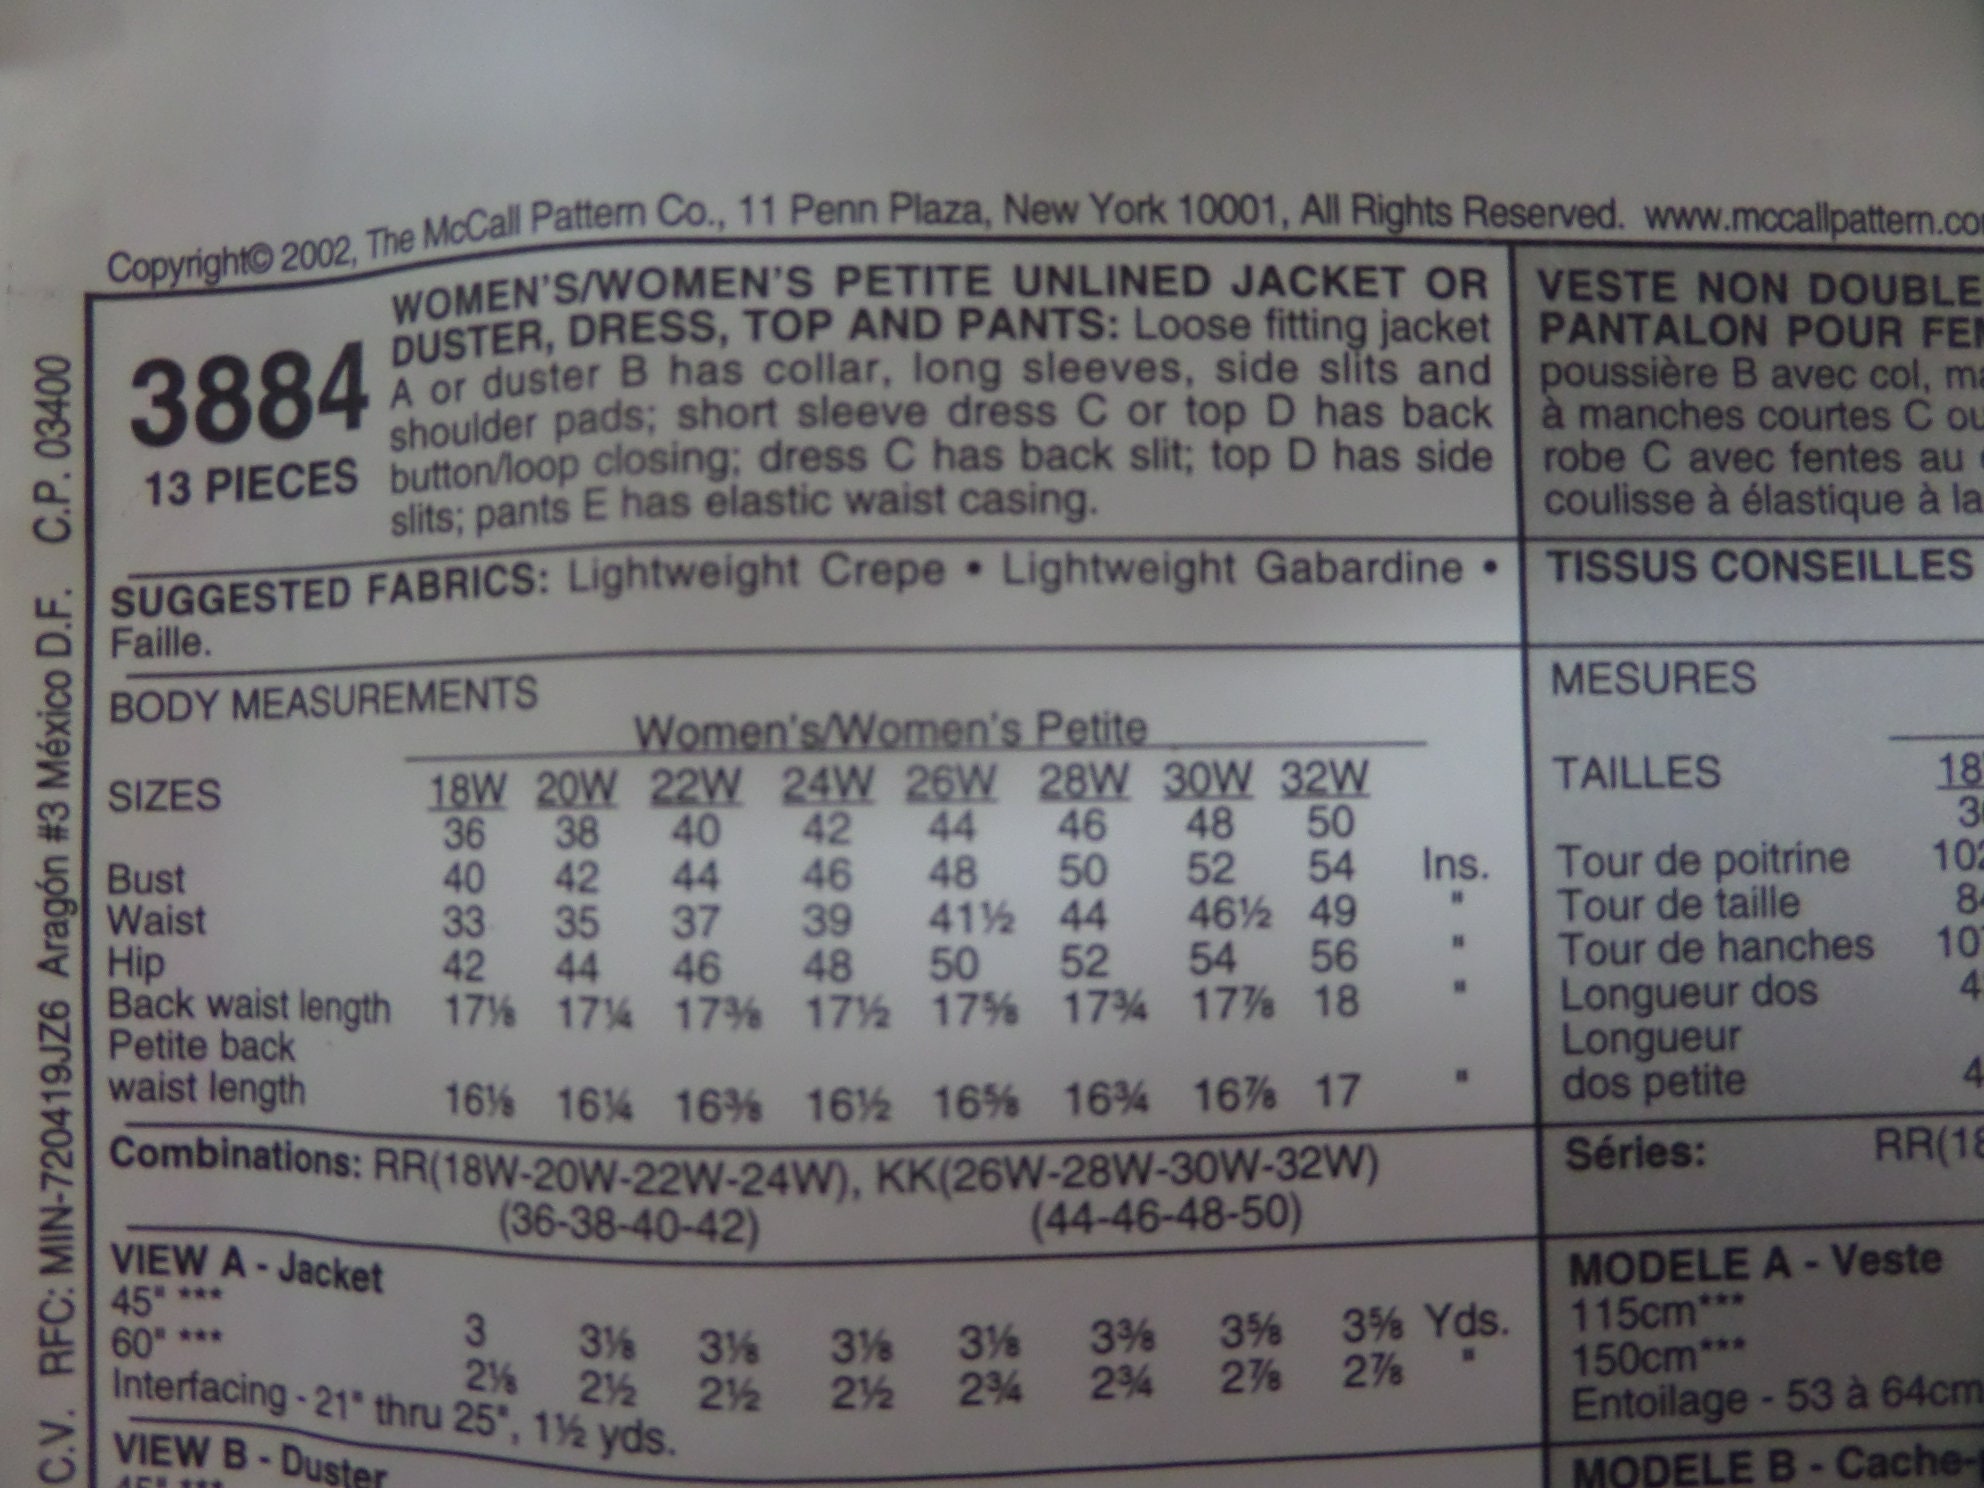 Copyright© 2002, The McCall Pattern Co., 11 Penn Plaza, New York 10001, All Rights Reserved. www.mccallpattern.co
3884
13 PIECES
WOMEN'S/WOMEN'S PETITE UNLINED JACKET OR
DUSTER, DRESS, TOP AND PANTS: Loose fitting jacket
A or duster B has collar, long sleeves, side slits and
shoulder pads; short sleeve dress C or top D has back
button/loop closing; dress C has back slit; top D has side
slits; pants E has elastic waist casing.
SUGGESTED FABRICS: Lightweight Crepe • Lightweight Gabardine •
Faille.
BODY MEASUREMENTS
Women's/Women's Petite
SIZES 18W 20W 22W 24W 26W 28W 30W 32W
36 38 40 42 44 46 48 50
Bust 40 42 44 46 48 50 52 54 Ins.
Waist 33 35 37 39 41½ 44 46½ 49 "
Hip 42 44 46 48 50 52 54 56 "
Back waist length 17⅛ 17¼ 17⅜ 17½ 17⅝ 17¾ 17⅞ 18 "
Petite back
waist length 16⅛ 16¼ 16⅜ 16½ 16⅝ 16¾ 16⅞ 17 "
Combinations: RR(18W-20W-22W-24W), KK(26W-28W-30W-32W)
(36-38-40-42) (44-46-48-50)
VIEW A - Jacket
45" *** 3 3⅛ 3⅛ 3⅛ 3⅛ 3⅜ 3⅝ 3⅝ Yds.
60" *** 2⅛ 2½ 2½ 2½ 2¾ 2¾ 2⅞ 2⅞ "
Interfacing - 21" thru 25", 1½ yds.
VIEW B - Duster
45" ***
VESTE NON DOUBLE
PANTALON POUR FE
poussière B avec col, ma
à manches courtes C ou
robe C avec fentes au
coulisse à élastique à la
TISSUS CONSEILLES
MESURES
TAILLES 18
3
Tour de poitrine 102
Tour de taille 84
Tour de hanches 107
Longueur dos 4
Longueur
dos petite 4
Séries: RR(18
MODELE A - Veste
115cm***
150cm***
Entoilage - 53 à 64cm
MODELE B - Cache-
C.V. RFC: MIN-720419JZ6 Aragón #3 México D.F. C.P. 03400